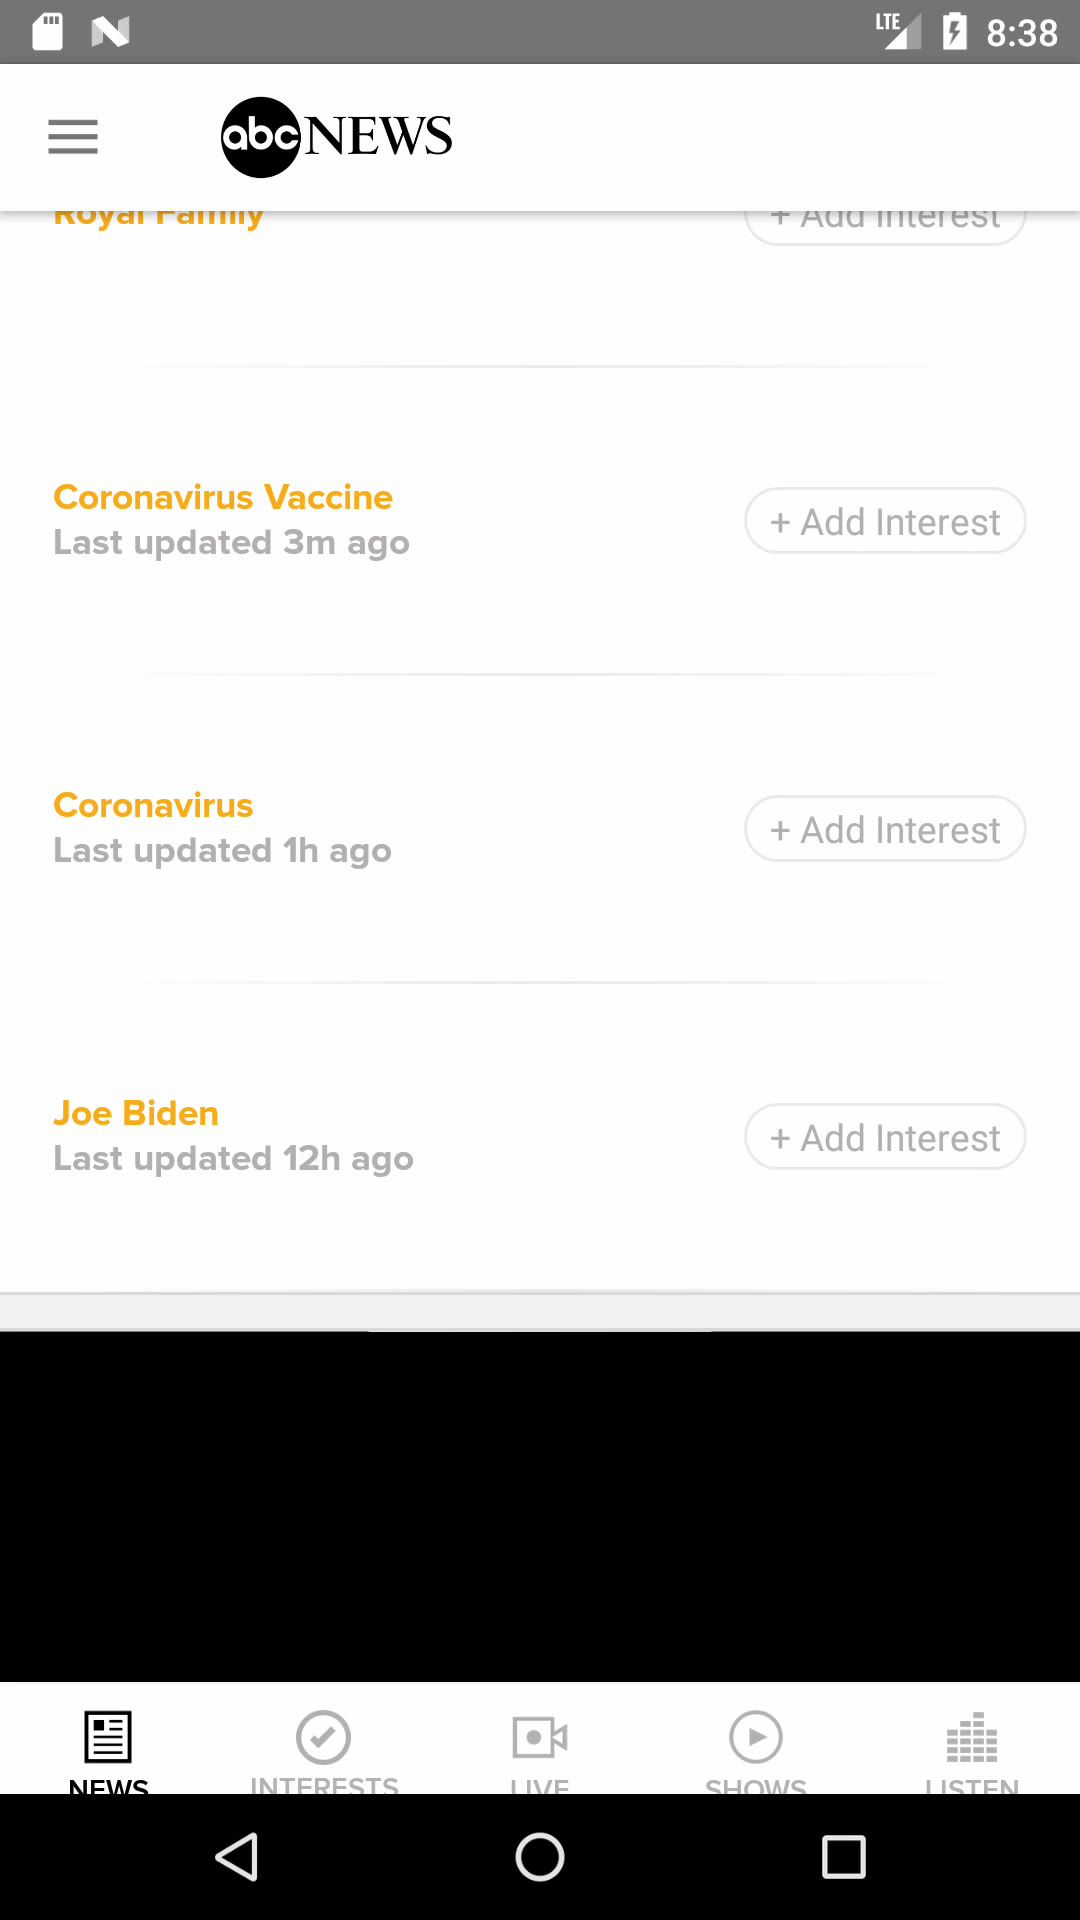 LTE 8:38
abc NEWS
Royal Family
+ Add Interest
Coronavirus Vaccine
Last updated 3m ago
+ Add Interest
Coronavirus
Last updated 1h ago
+ Add Interest
Joe Biden
Last updated 12h ago
+ Add Interest
NEWS
INTERESTS
LIVE
SHOWS
LISTEN